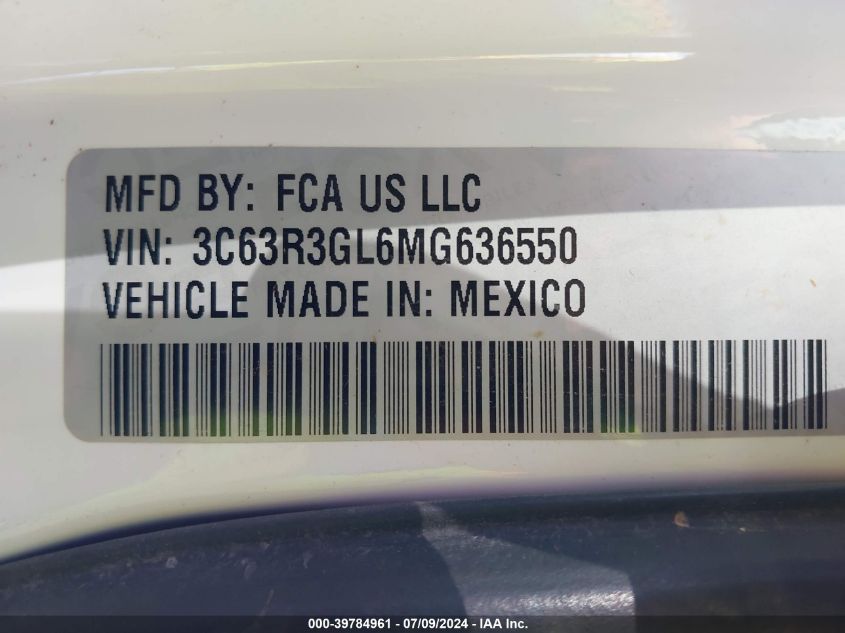 MFD BY: FCA US LLC
VIN: 3C63R3GL6MG636550
VEHICLE MADE IN: MEXICO
000-39784961 - 07/09/2024 - IAA Inc.